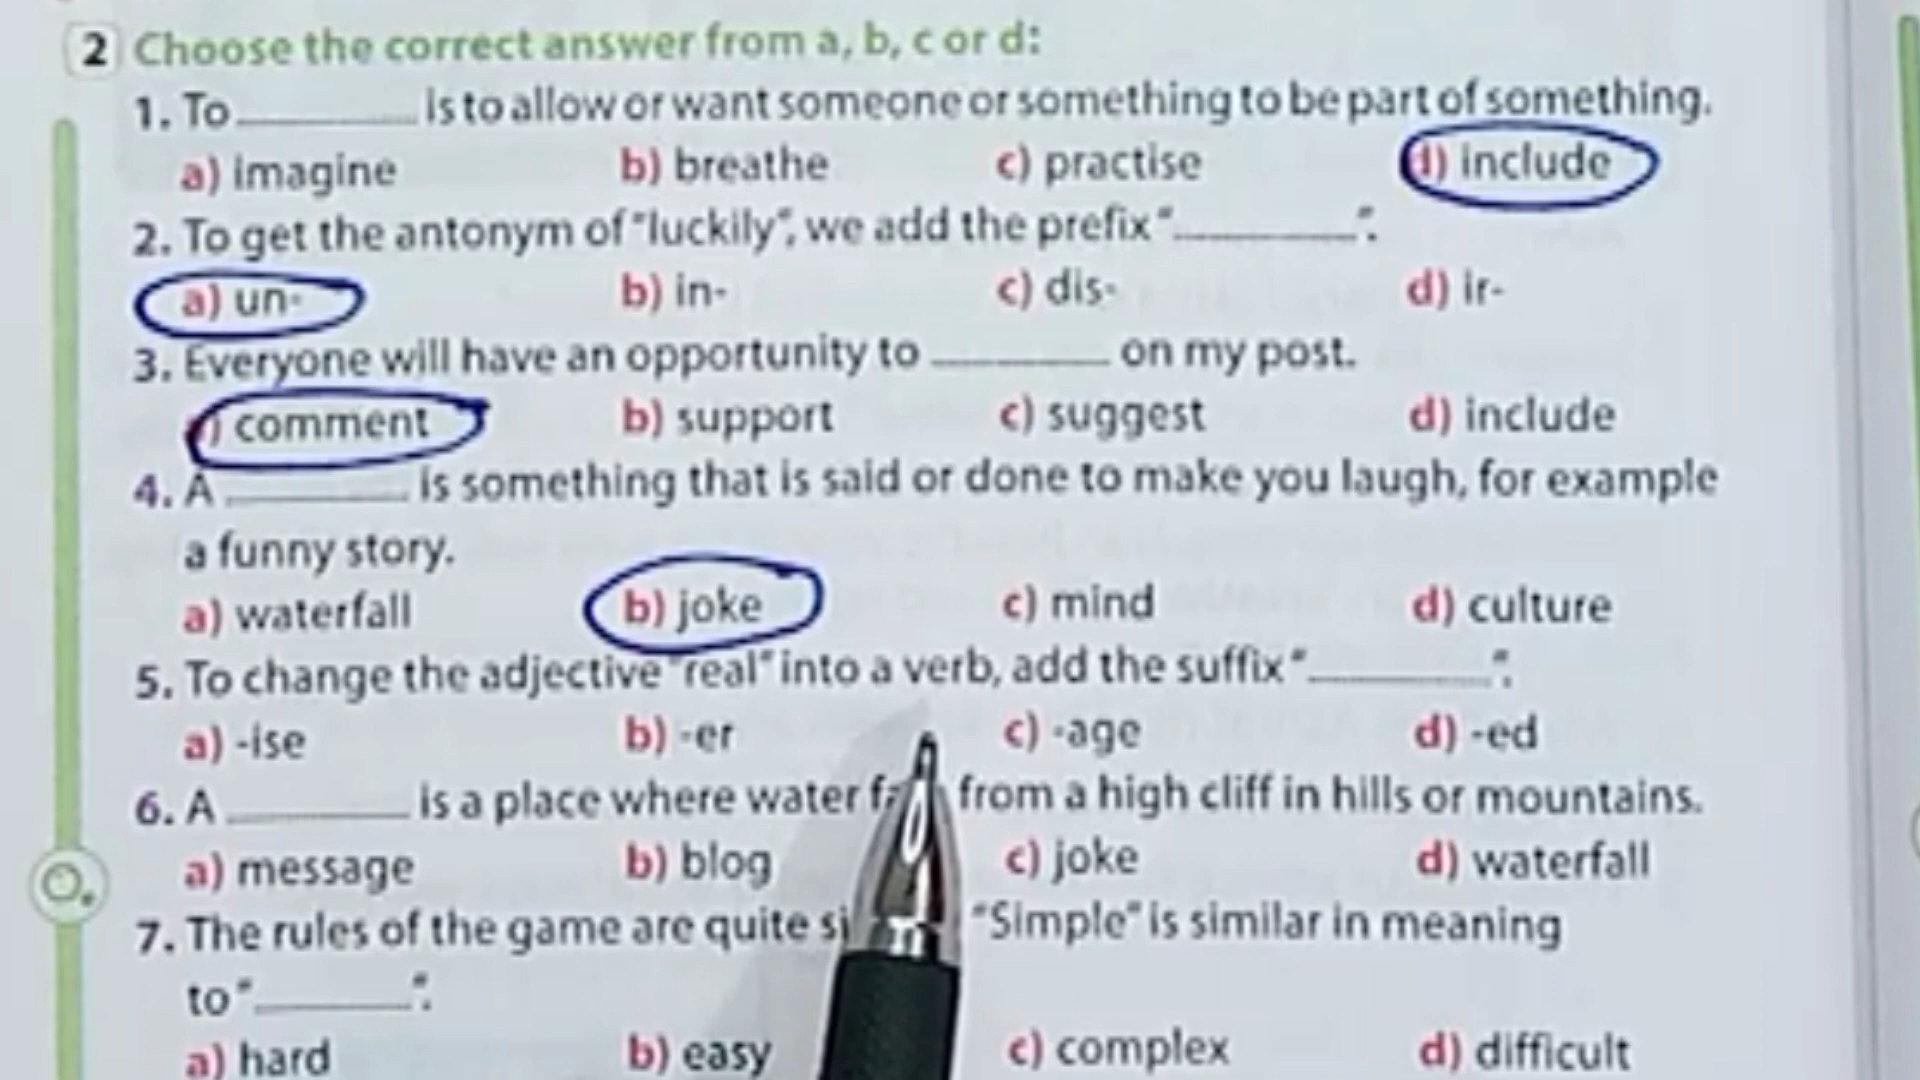 2 Choose the correct answer from a, b, c or d:
1. To ________ is to allow or want someone or something to be part of something.
a) imagine b) breathe c) practise d) include
2. To get the antonym of "luckily", we add the prefix "________".
a) un- b) in- c) dis- d) ir-
3. Everyone will have an opportunity to ________ on my post.
) comment b) support c) suggest d) include
4. A ________ is something that is said or done to make you laugh, for example
a funny story.
a) waterfall b) joke c) mind d) culture
5. To change the adjective "real" into a verb, add the suffix "________".
a) -ise b) -er c) -age d) -ed
6. A ________ is a place where water from a high cliff in hills or mountains.
a) message b) blog c) joke d) waterfall
7. The rules of the game are quite "Simple" is similar in meaning
to "________".
a) hard b) easy c) complex d) difficult